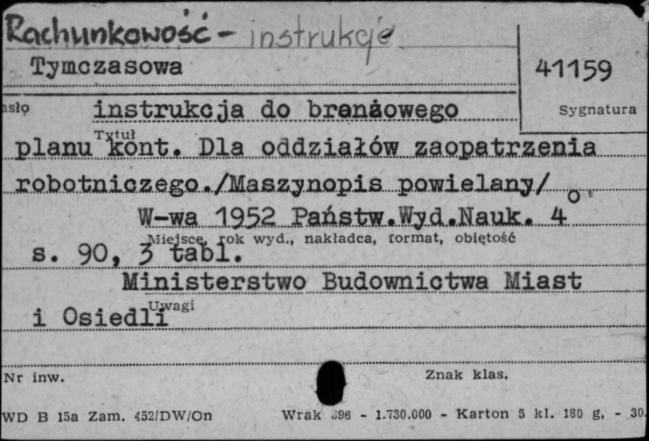 Rachunkowość - instrukcje
Tymczasowa
41159
Sygnatura
instrukcja do branżowego
Tytuł
planu kont. Dla oddziałów zaopatrzenia
robotniczego./Maszynopis powielany/
W-wa 1952 Państw.Wyd.Nauk. 4°
Miejsce, rok wyd., nakładca, format, objętość
s. 90, 3 tabl.
Ministerstwo Budownictwa Miast
Uwagi
i Osiedli
Nr inw.
Znak klas.
WD B 15a Zam. 452/DW/On Wrak 396 - 1.730.000 - Karton 5 kl. 180 g, - 30.